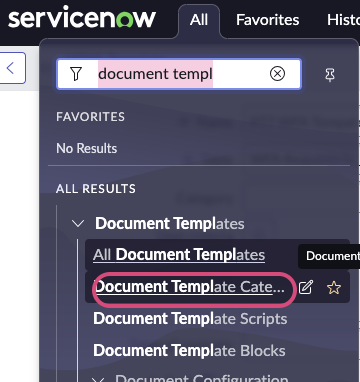 servicenow All Favorites Histo
document templ
FAVORITES
No Results
ALL RESULTS
Document Templates
All Document Templates
Document
Document Template Cate...
Document Template Scripts
Document Template Blocks
Document Configuration